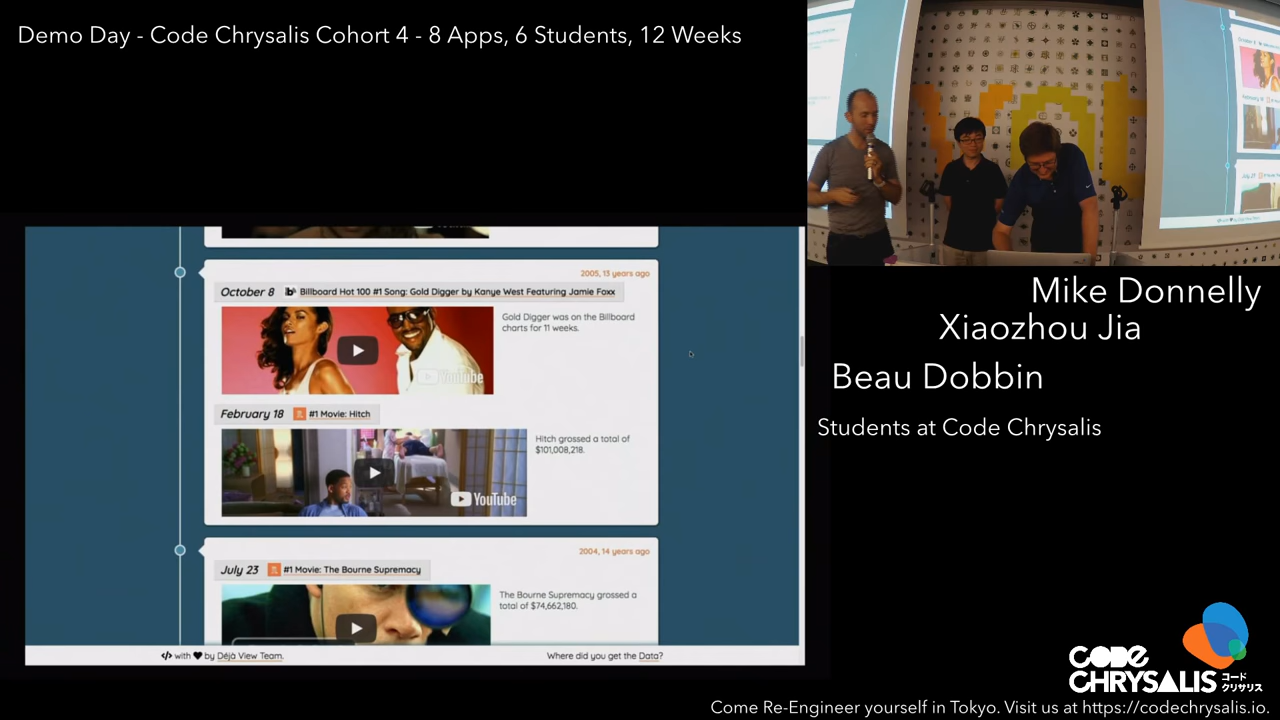 Demo Day - Code Chrysalis Cohort 4 - 8 Apps, 6 Students, 12 Weeks
2005, 13 years ago
October 8 Billboard Hot 100 #1 Song: Gold Digger by Kanye West Featuring Jamie Foxx
Gold Digger was on the Billboard
charts for 11 weeks.
YouTube
February 18 #1 Movie: Hitch
Hitch grossed a total of
$101,008,218.
YouTube
2004, 14 years ago
July 23 #1 Movie: The Bourne Supremacy
The Bourne Supremacy grossed a
total of $74,662,180.
</> with ♥ by Déjà View Team.
Where did you get the Data?
Mike Donnelly
Xiaozhou Jia
Beau Dobbin
Students at Code Chrysalis
CODE
CHRYSALIS
コード
クリサリス
Come Re-Engineer yourself in Tokyo. Visit us at https://codechrysalis.io.